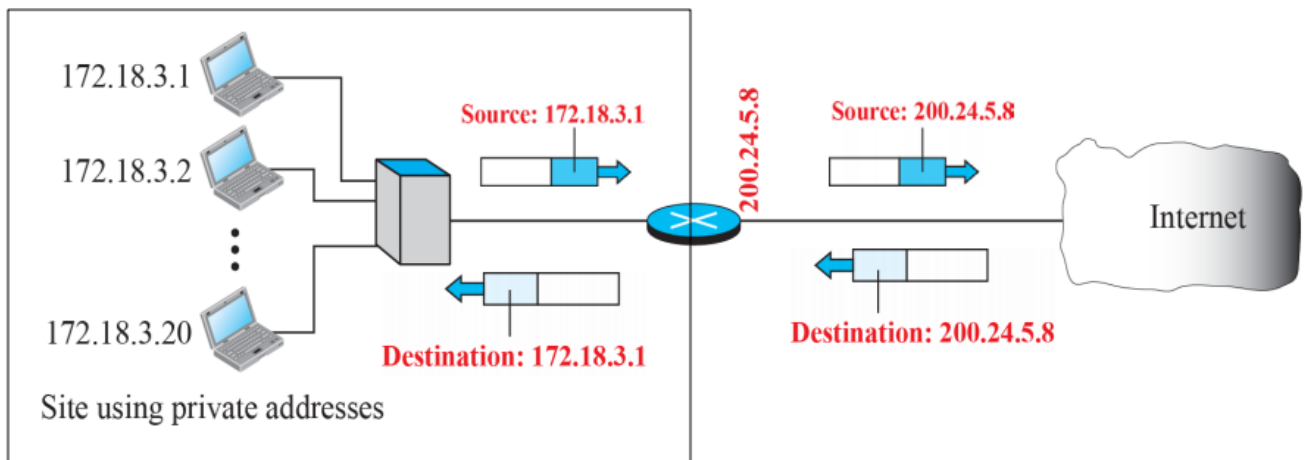 172.18.3.1
172.18.3.2
172.18.3.20
Site using private addresses
Source: 172.18.3.1
Destination: 172.18.3.1
200.24.5.8
Source: 200.24.5.8
Destination: 200.24.5.8
Internet